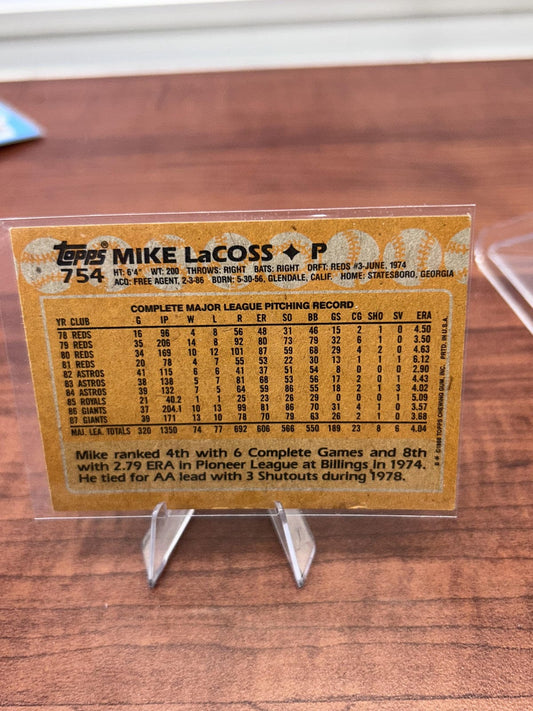 topps® MIKE LaCOSS ✦ P
754 HT: 6'4" WT: 200 THROWS: RIGHT BATS: RIGHT DRFT: REDS #3-JUNE, 1974
ACQ: FREE AGENT, 2-3-86 BORN: 5-30-56, GLENDALE, CALIF. HOME: STATESBORO, GEORGIA
COMPLETE MAJOR LEAGUE PITCHING RECORD
YR CLUB G IP W L R ER SO BB GS CG SHO SV ERA
78 REDS 16 96 4 8 56 48 31 46 15 2 1 0 4.50
79 REDS 35 206 14 8 92 80 73 79 32 6 1 0 3.50
80 REDS 34 169 10 12 101 87 59 68 29 4 2 0 4.63
81 REDS 20 78 4 7 55 53 22 30 13 1 1 1 6.12
82 ASTROS 41 115 6 6 41 37 51 54 8 0 0 0 2.90
83 ASTROS 38 138 5 7 81 68 53 56 17 2 0 1 4.43
84 ASTROS 39 132 7 5 64 59 86 55 18 2 1 3 4.02
85 ROYALS 21 40.2 1 1 25 23 26 29 0 0 0 1 5.09
86 GIANTS 37 204.1 10 13 99 81 86 70 31 4 1 0 3.57
87 GIANTS 39 171 13 10 78 70 79 63 26 2 1 0 3.68
MAJ. LEA. TOTALS 320 1350 74 77 692 606 566 550 189 23 8 6 4.04
Mike ranked 4th with 6 Complete Games and 8th
with 2.79 ERA in Pioneer League at Billings in 1974.
He tied for AA lead with 3 Shutouts during 1978.
©1988 TOPPS CHEWING GUM, INC. PRTD. IN U.S.A.